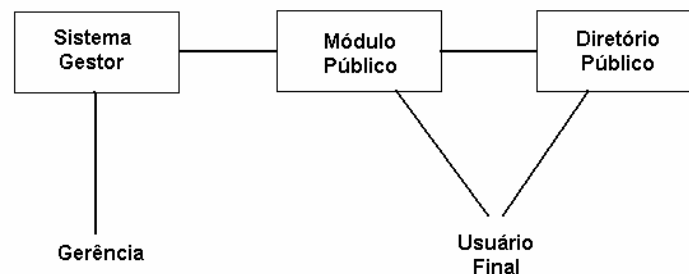 Sistema
Gestor
Módulo
Público
Diretório
Público
Gerência
Usuário
Final